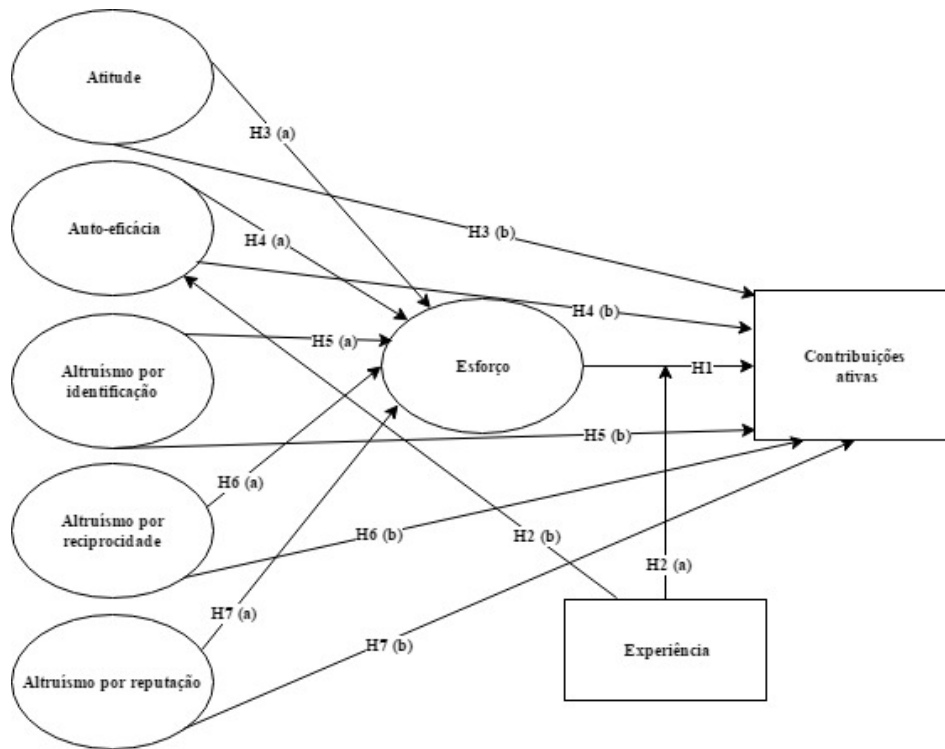 Atitude
H3 (a)
Auto-eficácia
H3 (b)
H4 (a)
H4 (b)
H5 (a)
Altruísmo por
identificação
Esforço
H1
Contribuições
ativas
H5 (b)
H6 (a)
Altruísmo por
reciprocidade
H6 (b)
H2 (b)
H2 (a)
H7 (a)
H7 (b)
Experiência
Altruísmo por reputação